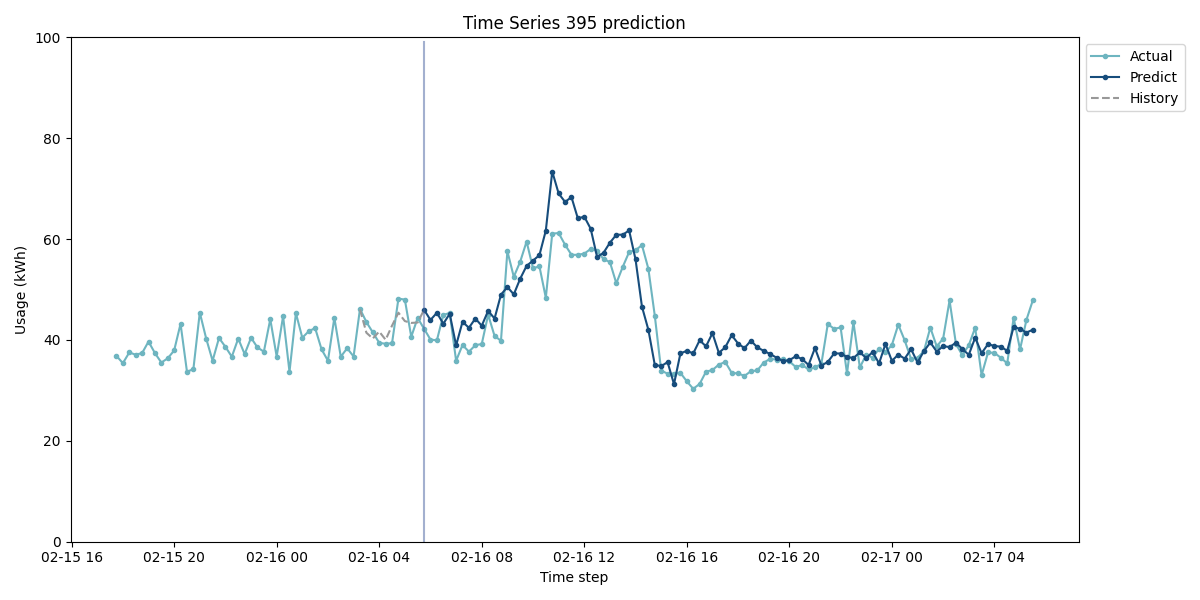 Time Series 395 prediction
100
80
60
40
20
0
Usage (kWh)
02-15 16
02-15 20
02-16 00
02-16 04
02-16 08
02-16 12
02-16 16
02-16 20
02-17 00
02-17 04
Time step
Actual
Predict
History